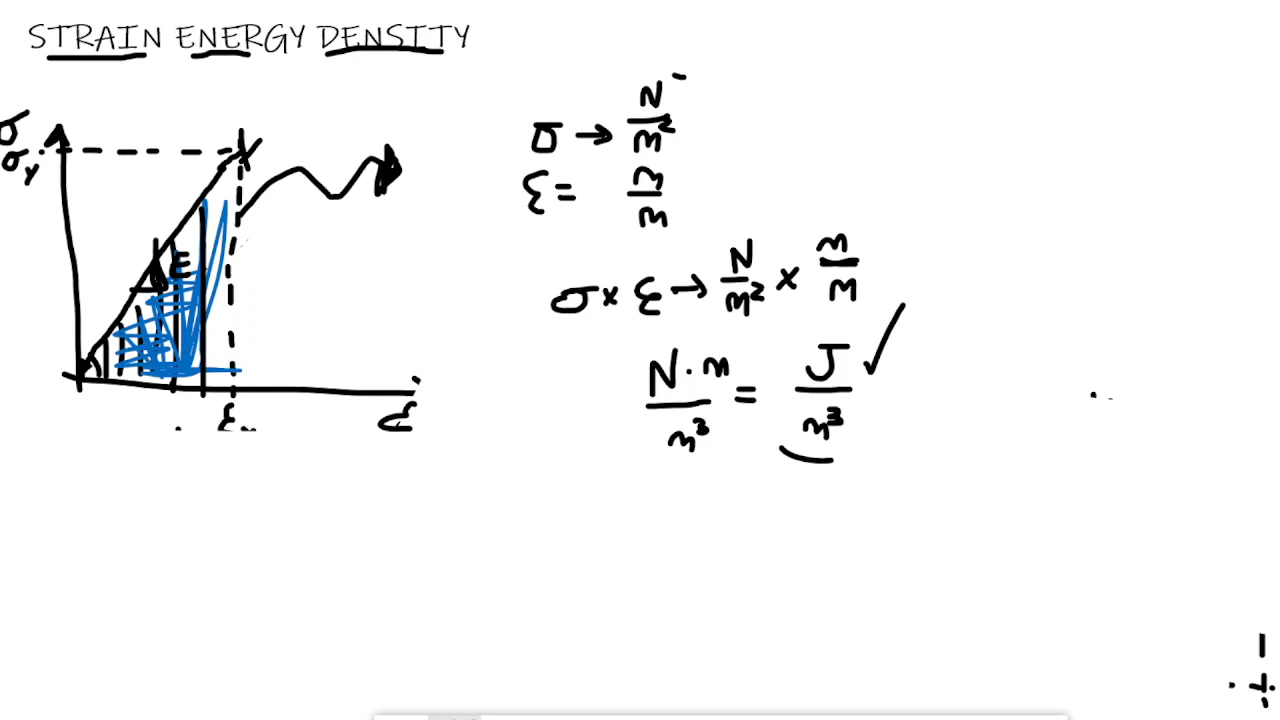 STRAIN ENERGY DENSITY
σ
σy
E
ε
σ → N/m²
ε = m/m
σ × ε → N/m² × m/m
N·m/m³ = J/m³ ✓